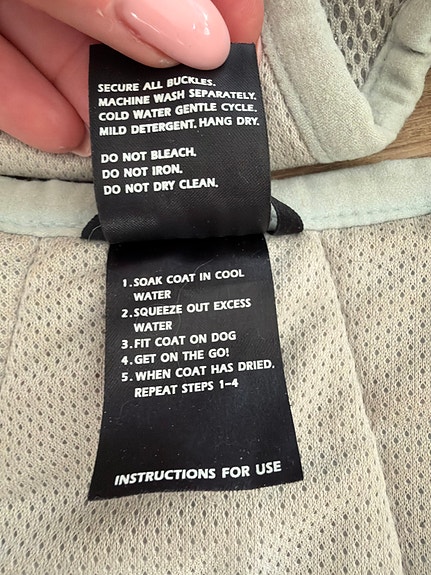 SECURE ALL BUCKLES.
MACHINE WASH SEPARATELY.
COLD WATER GENTLE CYCLE.
MILD DETERGENT. HANG DRY.
DO NOT BLEACH.
DO NOT IRON.
DO NOT DRY CLEAN.
1.SOAK COAT IN COOL
WATER
2.SQUEEZE OUT EXCESS
WATER
3.FIT COAT ON DOG
4.GET ON THE GO!
5. WHEN COAT HAS DRIED.
REPEAT STEPS 1-4
INSTRUCTIONS FOR USE